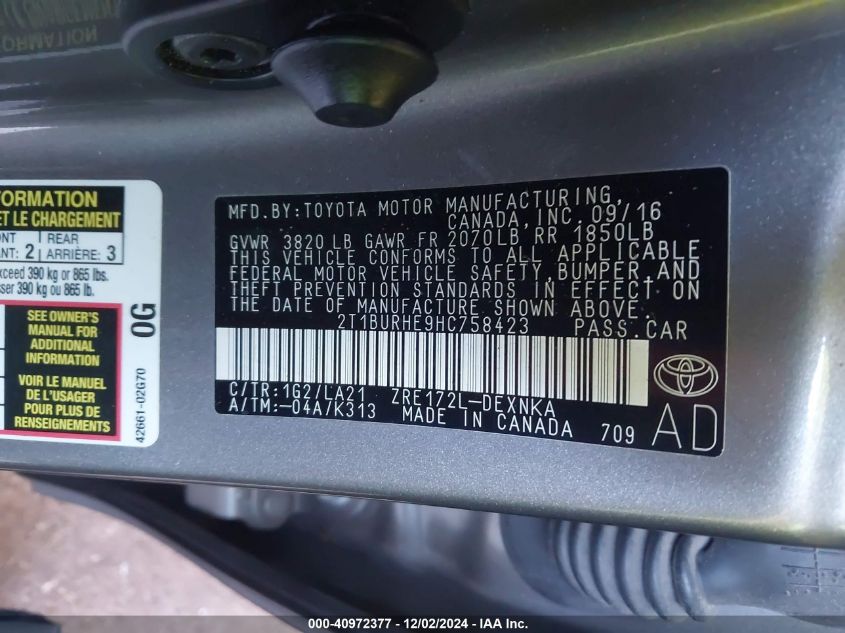 FORMATION
FORMATION
ET LE CHARGEMENT
2 REAR
2 ARRIÈRE: 3
exceed 390 kg or 865 lbs.
390 kg ou 865 lb.
SEE OWNER'S
MANUAL FOR
ADDITIONAL
INFORMATION
VOIR LE MANUEL
DE L'USAGER
POUR PLUS DE
RENSEIGNEMENTS
0G
42661-02G70
MFD.BY:TOYOTA MOTOR MANUFACTURING,
CANADA, INC. 09/16
GVWR 3820 LB GAWR FR 2070LB RR 1850LB
THIS VEHICLE CONFORMS TO ALL APPLICABLE
FEDERAL MOTOR VEHICLE SAFETY, BUMPER, AND
THEFT PREVENTION STANDARDS IN EFFECT ON
THE DATE OF MANUFACTURE SHOWN ABOVE.
2T1BURHE9HC758423 PASS.CAR
C/TR:1G2/LA21 ZRE172L-DEXNKA
A/TM:-04A/K313 MADE IN CANADA 709
AD
000-40972377 - 12/02/2024 - IAA Inc.